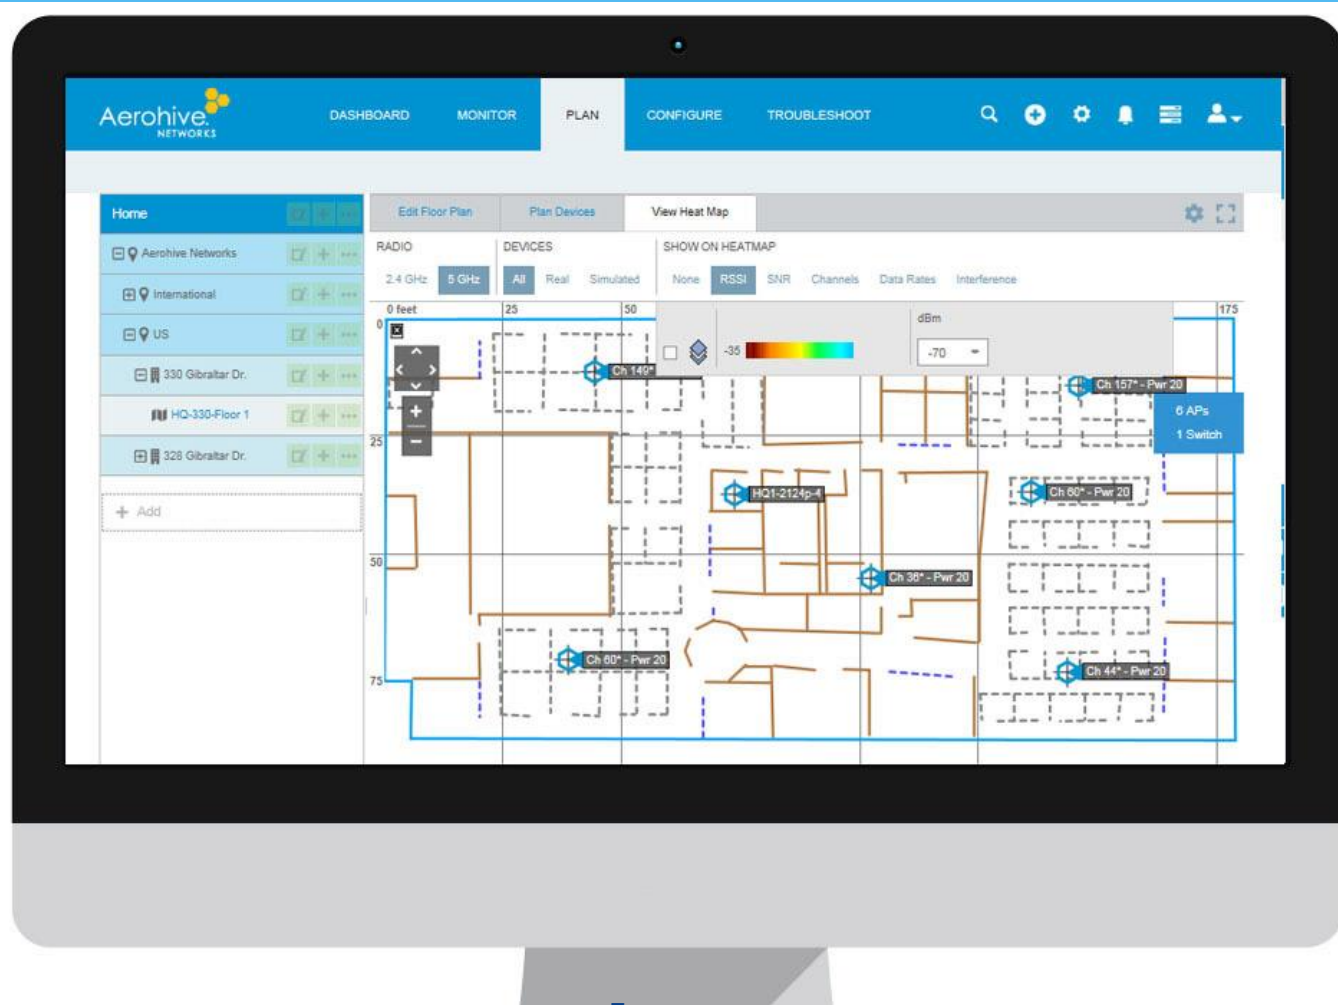 Aerohive
NETWORKS
DASHBOARD MONITOR PLAN CONFIGURE TROUBLESHOOT
Home
Edit Floor Plan Plan Devices View Heat Map
Aerohive Networks
RADIO DEVICES SHOW ON HEATMAP
2.4 GHz 5 GHz All Real Simulated None RSSI SNR Channels Data Rates Interference
International
0 feet 25 50 175
0
dBm
US
-35 -70
330 Gibraltar Dr.
Ch 149*
Ch 157* - Pwr 20
HQ-330-Floor 1
6 APs
1 Switch
25
328 Gibraltar Dr.
HQ1-2124p-4
Ch 60* - Pwr 20
Add
50
Ch 36* - Pwr 20
Ch 60* - Pwr 20
Ch 44* - Pwr 20
75